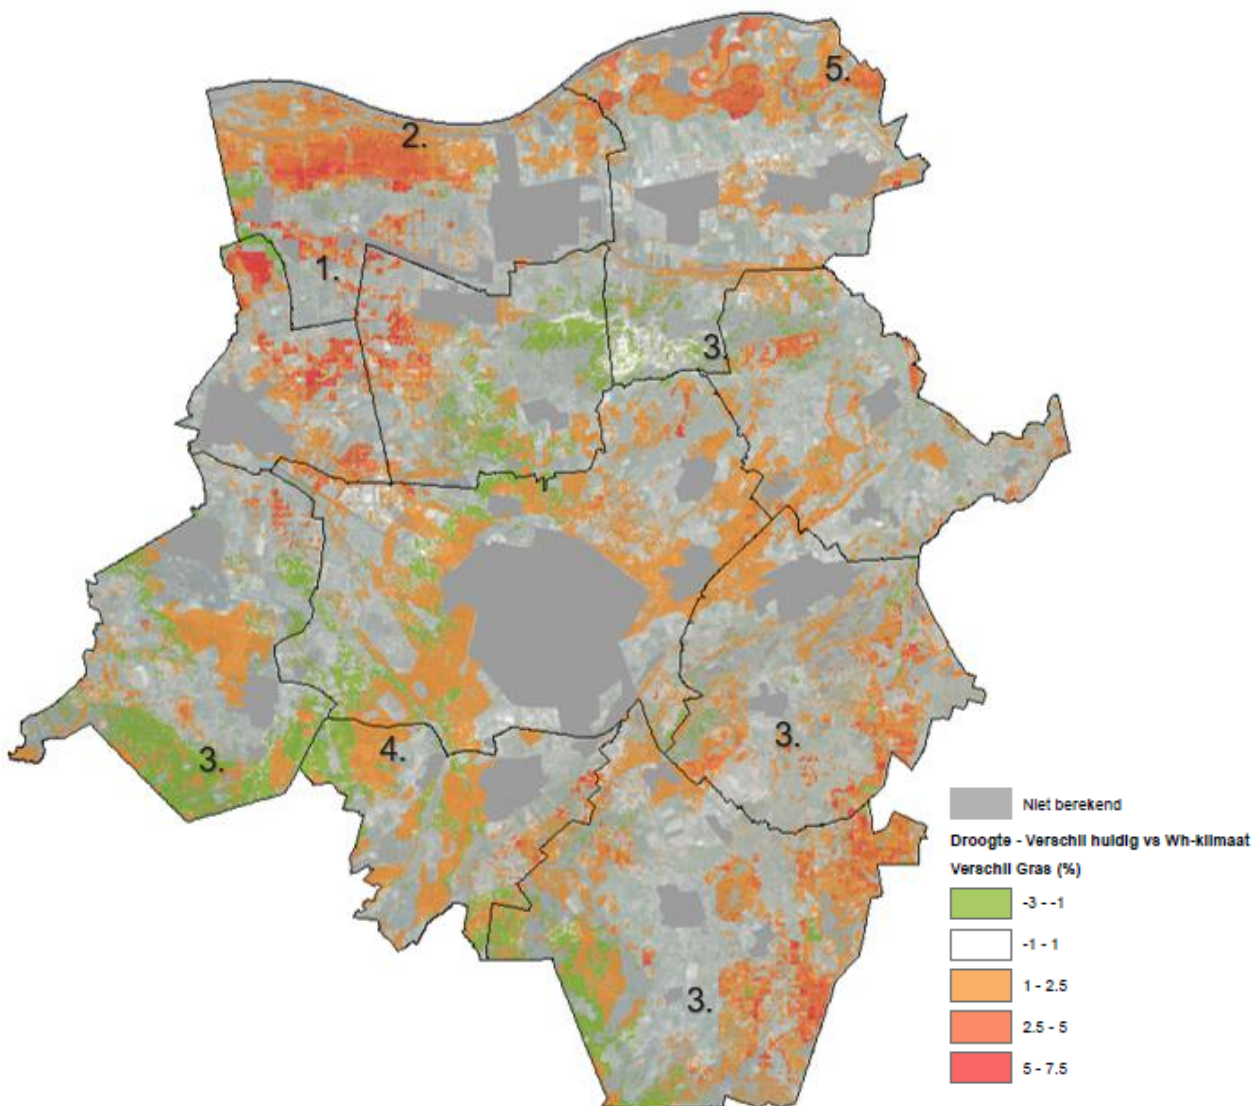 5.
2.
1.
3.
3.
4.
3.
3.
Niet berekend
Droogte - Verschil huidig vs Wh-klimaat
Verschil Gras (%)
-3 - -1
-1 - 1
1 - 2.5
2.5 - 5
5 - 7.5